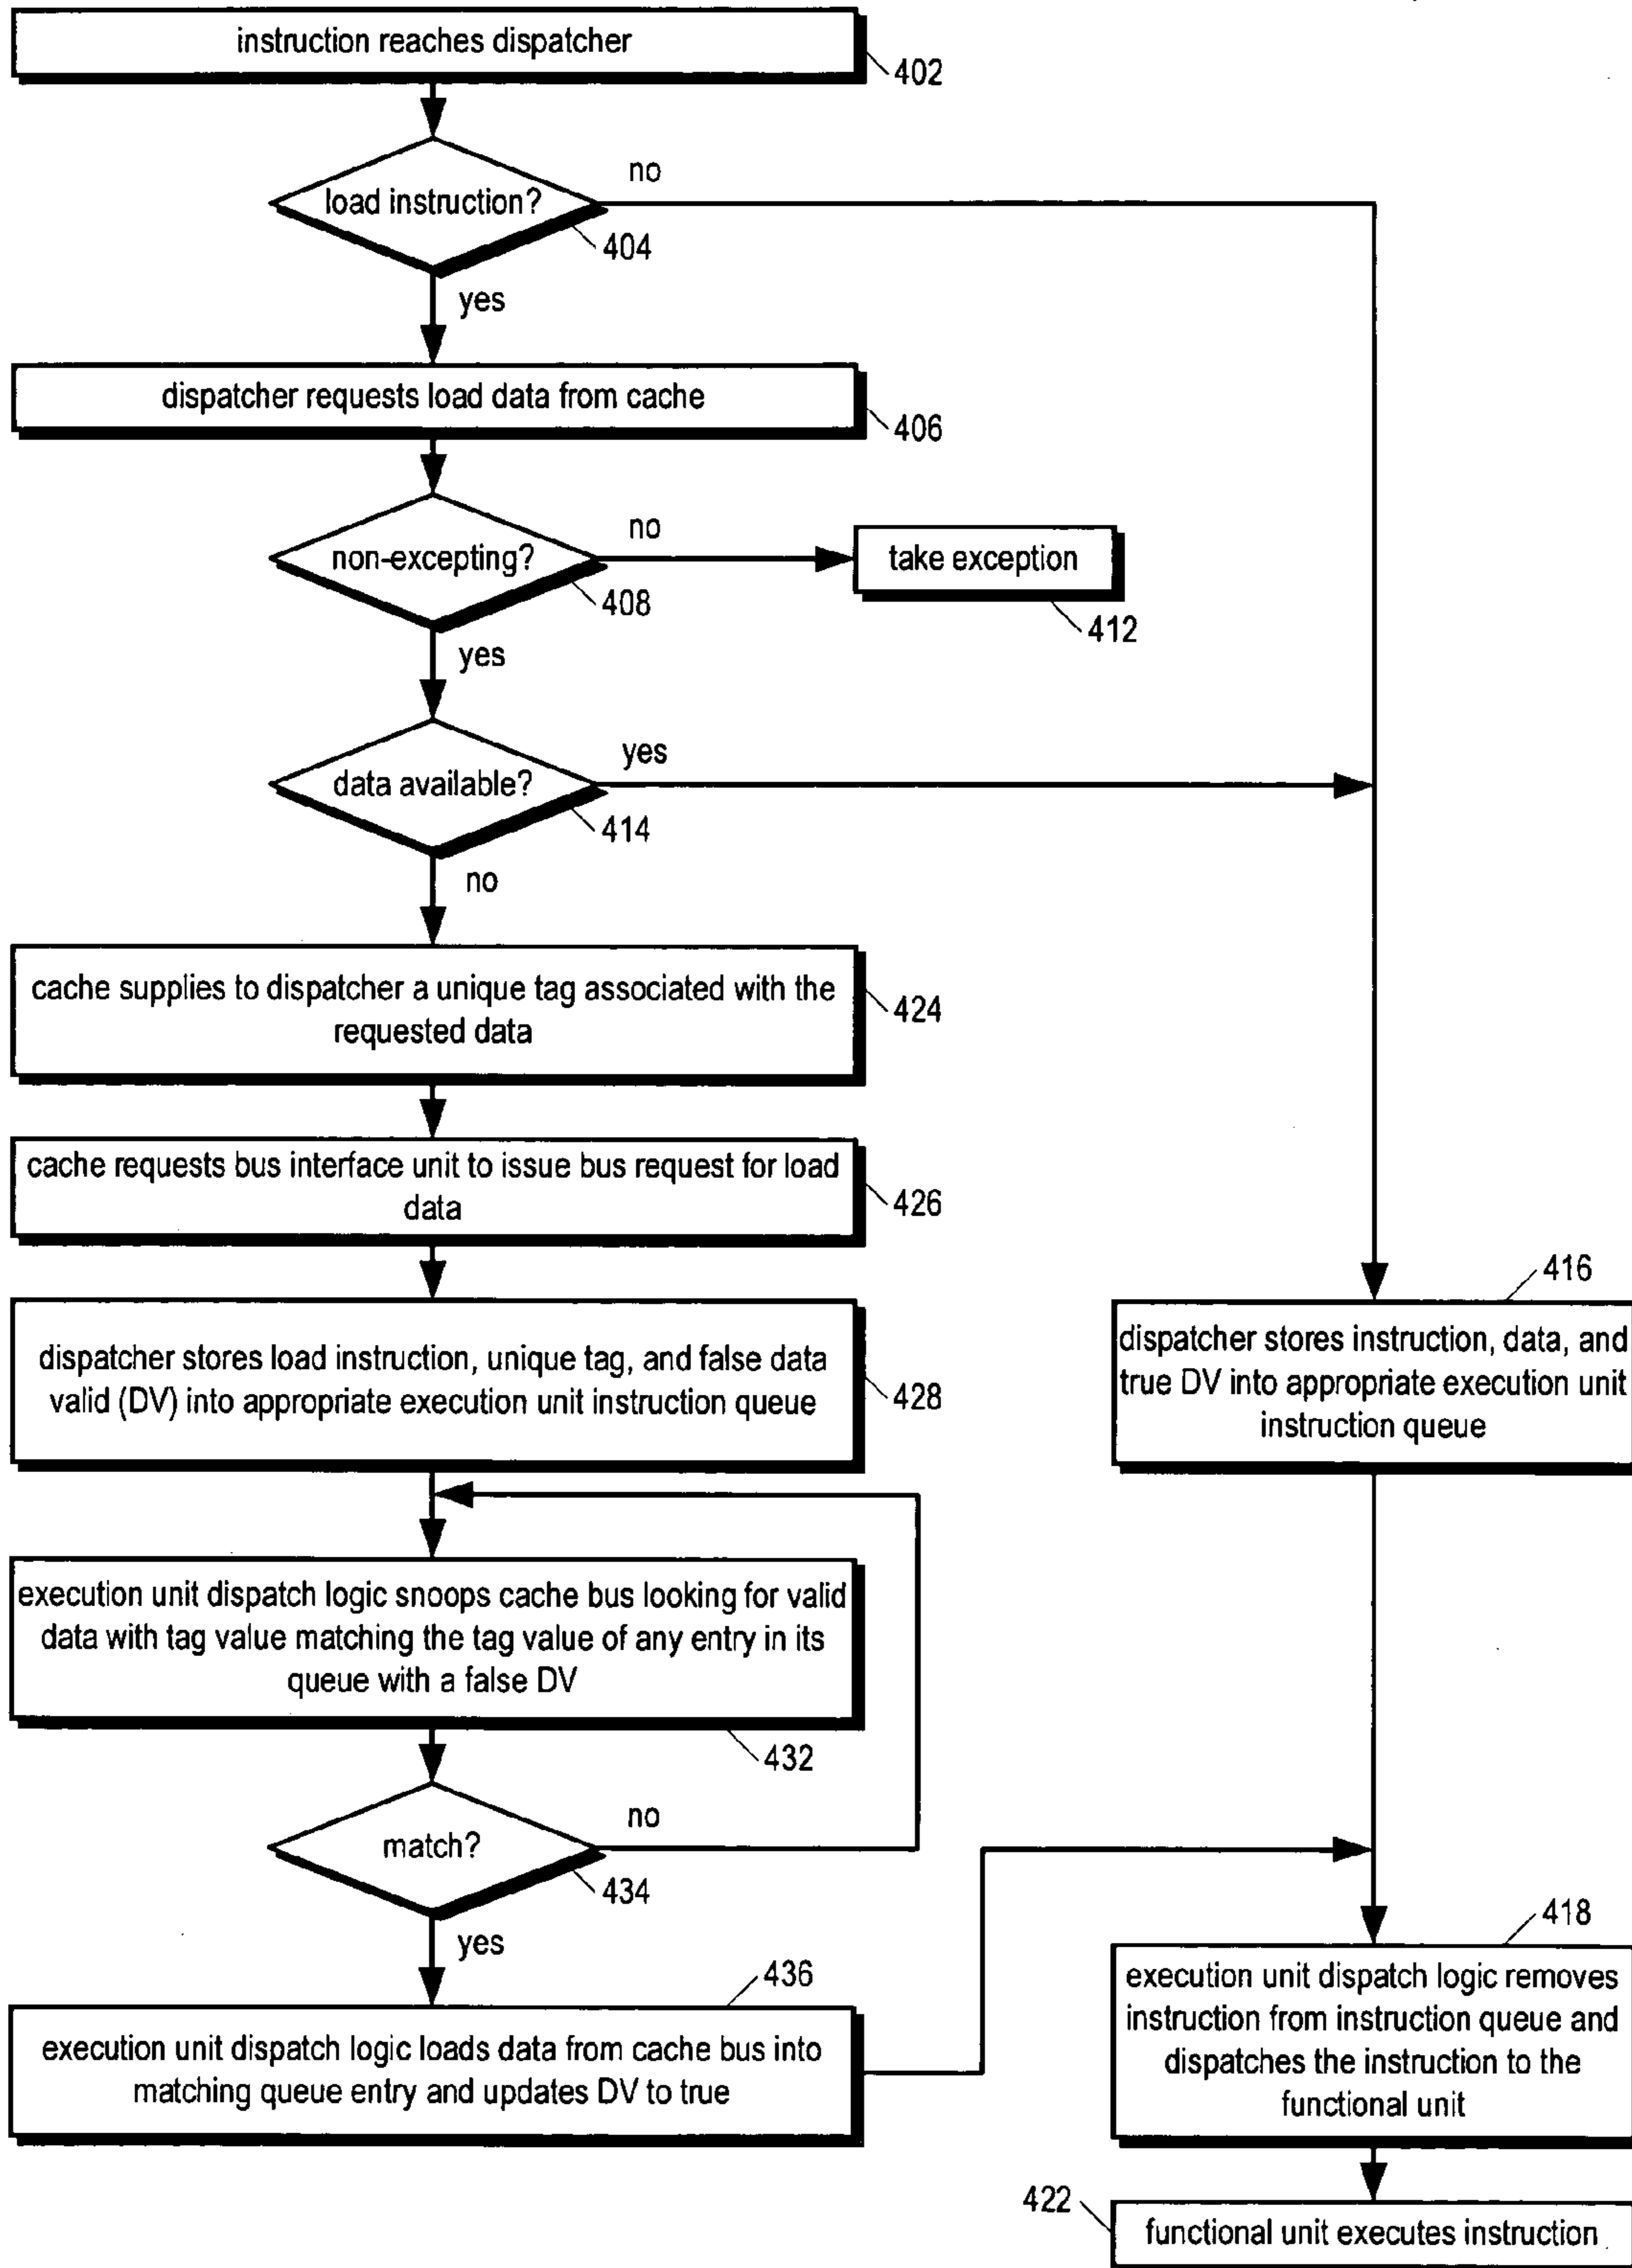 instruction reaches dispatcher
402
load instruction?
no
404
yes
dispatcher requests load data from cache
406
non-excepting?
no
408
take exception
412
yes
data available?
yes
414
no
cache supplies to dispatcher a unique tag associated with the
requested data
424
cache requests bus interface unit to issue bus request for load
data
426
dispatcher stores load instruction, unique tag, and false data
valid (DV) into appropriate execution unit instruction queue
428
416
dispatcher stores instruction, data, and
true DV into appropriate execution unit
instruction queue
execution unit dispatch logic snoops cache bus looking for valid
data with tag value matching the tag value of any entry in its
queue with a false DV
432
match?
no
434
yes
436
execution unit dispatch logic loads data from cache bus into
matching queue entry and updates DV to true
418
execution unit dispatch logic removes
instruction from instruction queue and
dispatches the instruction to the
functional unit
422
functional unit executes instruction